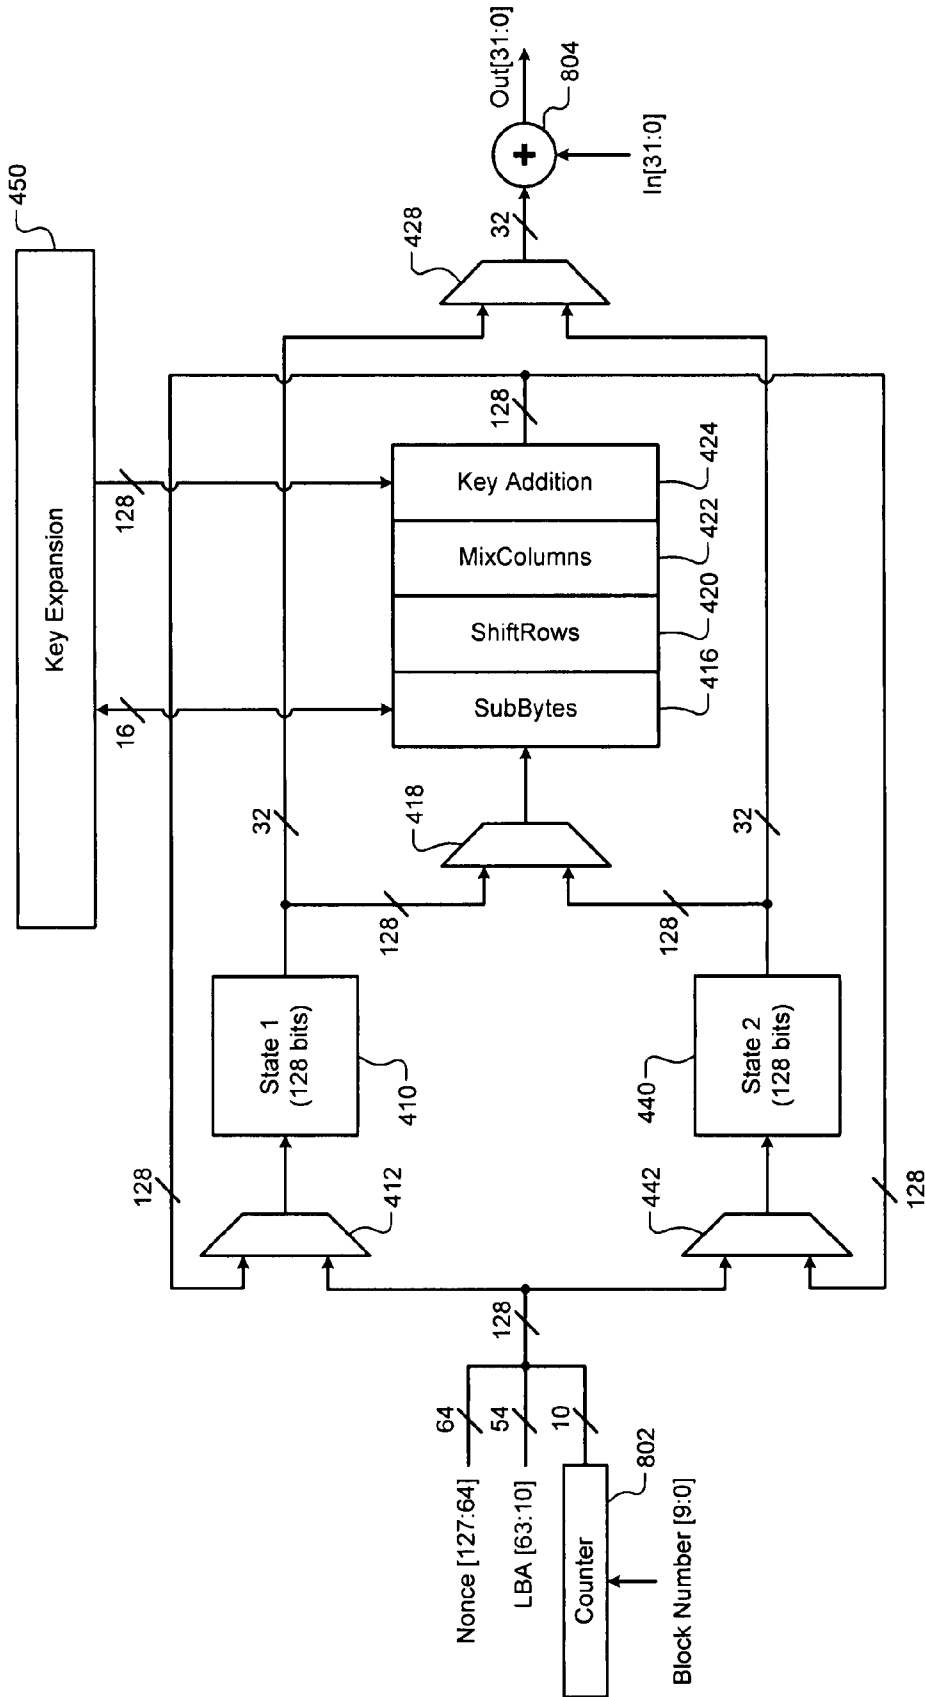 450
Key Expansion
128
16
128
32
State 1
(128 bits)
410
412
128
418
128
SubBytes
ShiftRows
MixColumns
Key Addition
416
420
422
424
128
428
32
Out[31:0]
804
In[31:0]
Nonce [127:64]
64
LBA [63:10]
54
10
128
Counter
802
Block Number [9:0]
442
128
State 2
(128 bits)
440
32